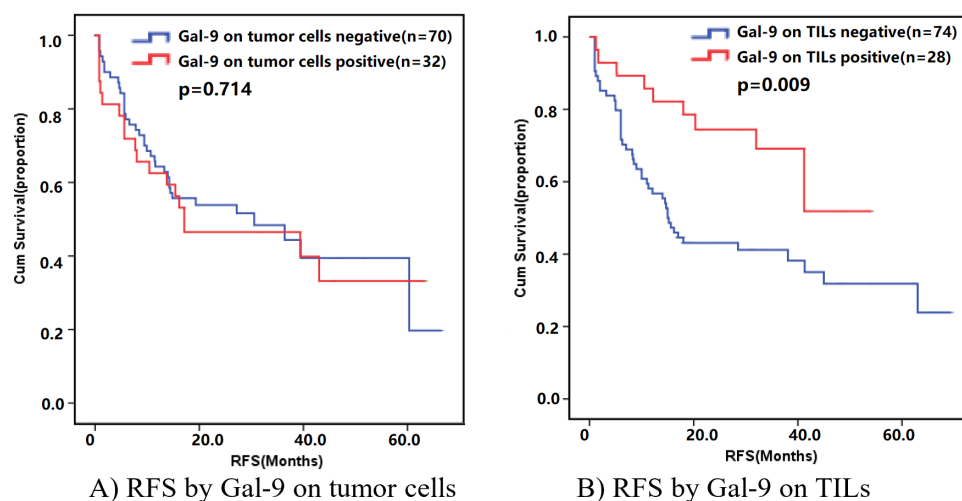 Gal-9 on tumor cells negative(n=70)
Gal-9 on tumor cells positive(n=32)
p=0.714
Cum Survival(proportion)
1.0
0.8
0.6
0.4
0.2
0.0
0 20.0 40.0 60.0
RFS(Months)
A) RFS by Gal-9 on tumor cells
Gal-9 on TILs negative(n=74)
Gal-9 on TILs positive(n=28)
p=0.009
Cum Survival(proportion)
1.0
0.8
0.6
0.4
0.2
0.0
0 20.0 40.0 60.0
RFS(Months)
B) RFS by Gal-9 on TILs